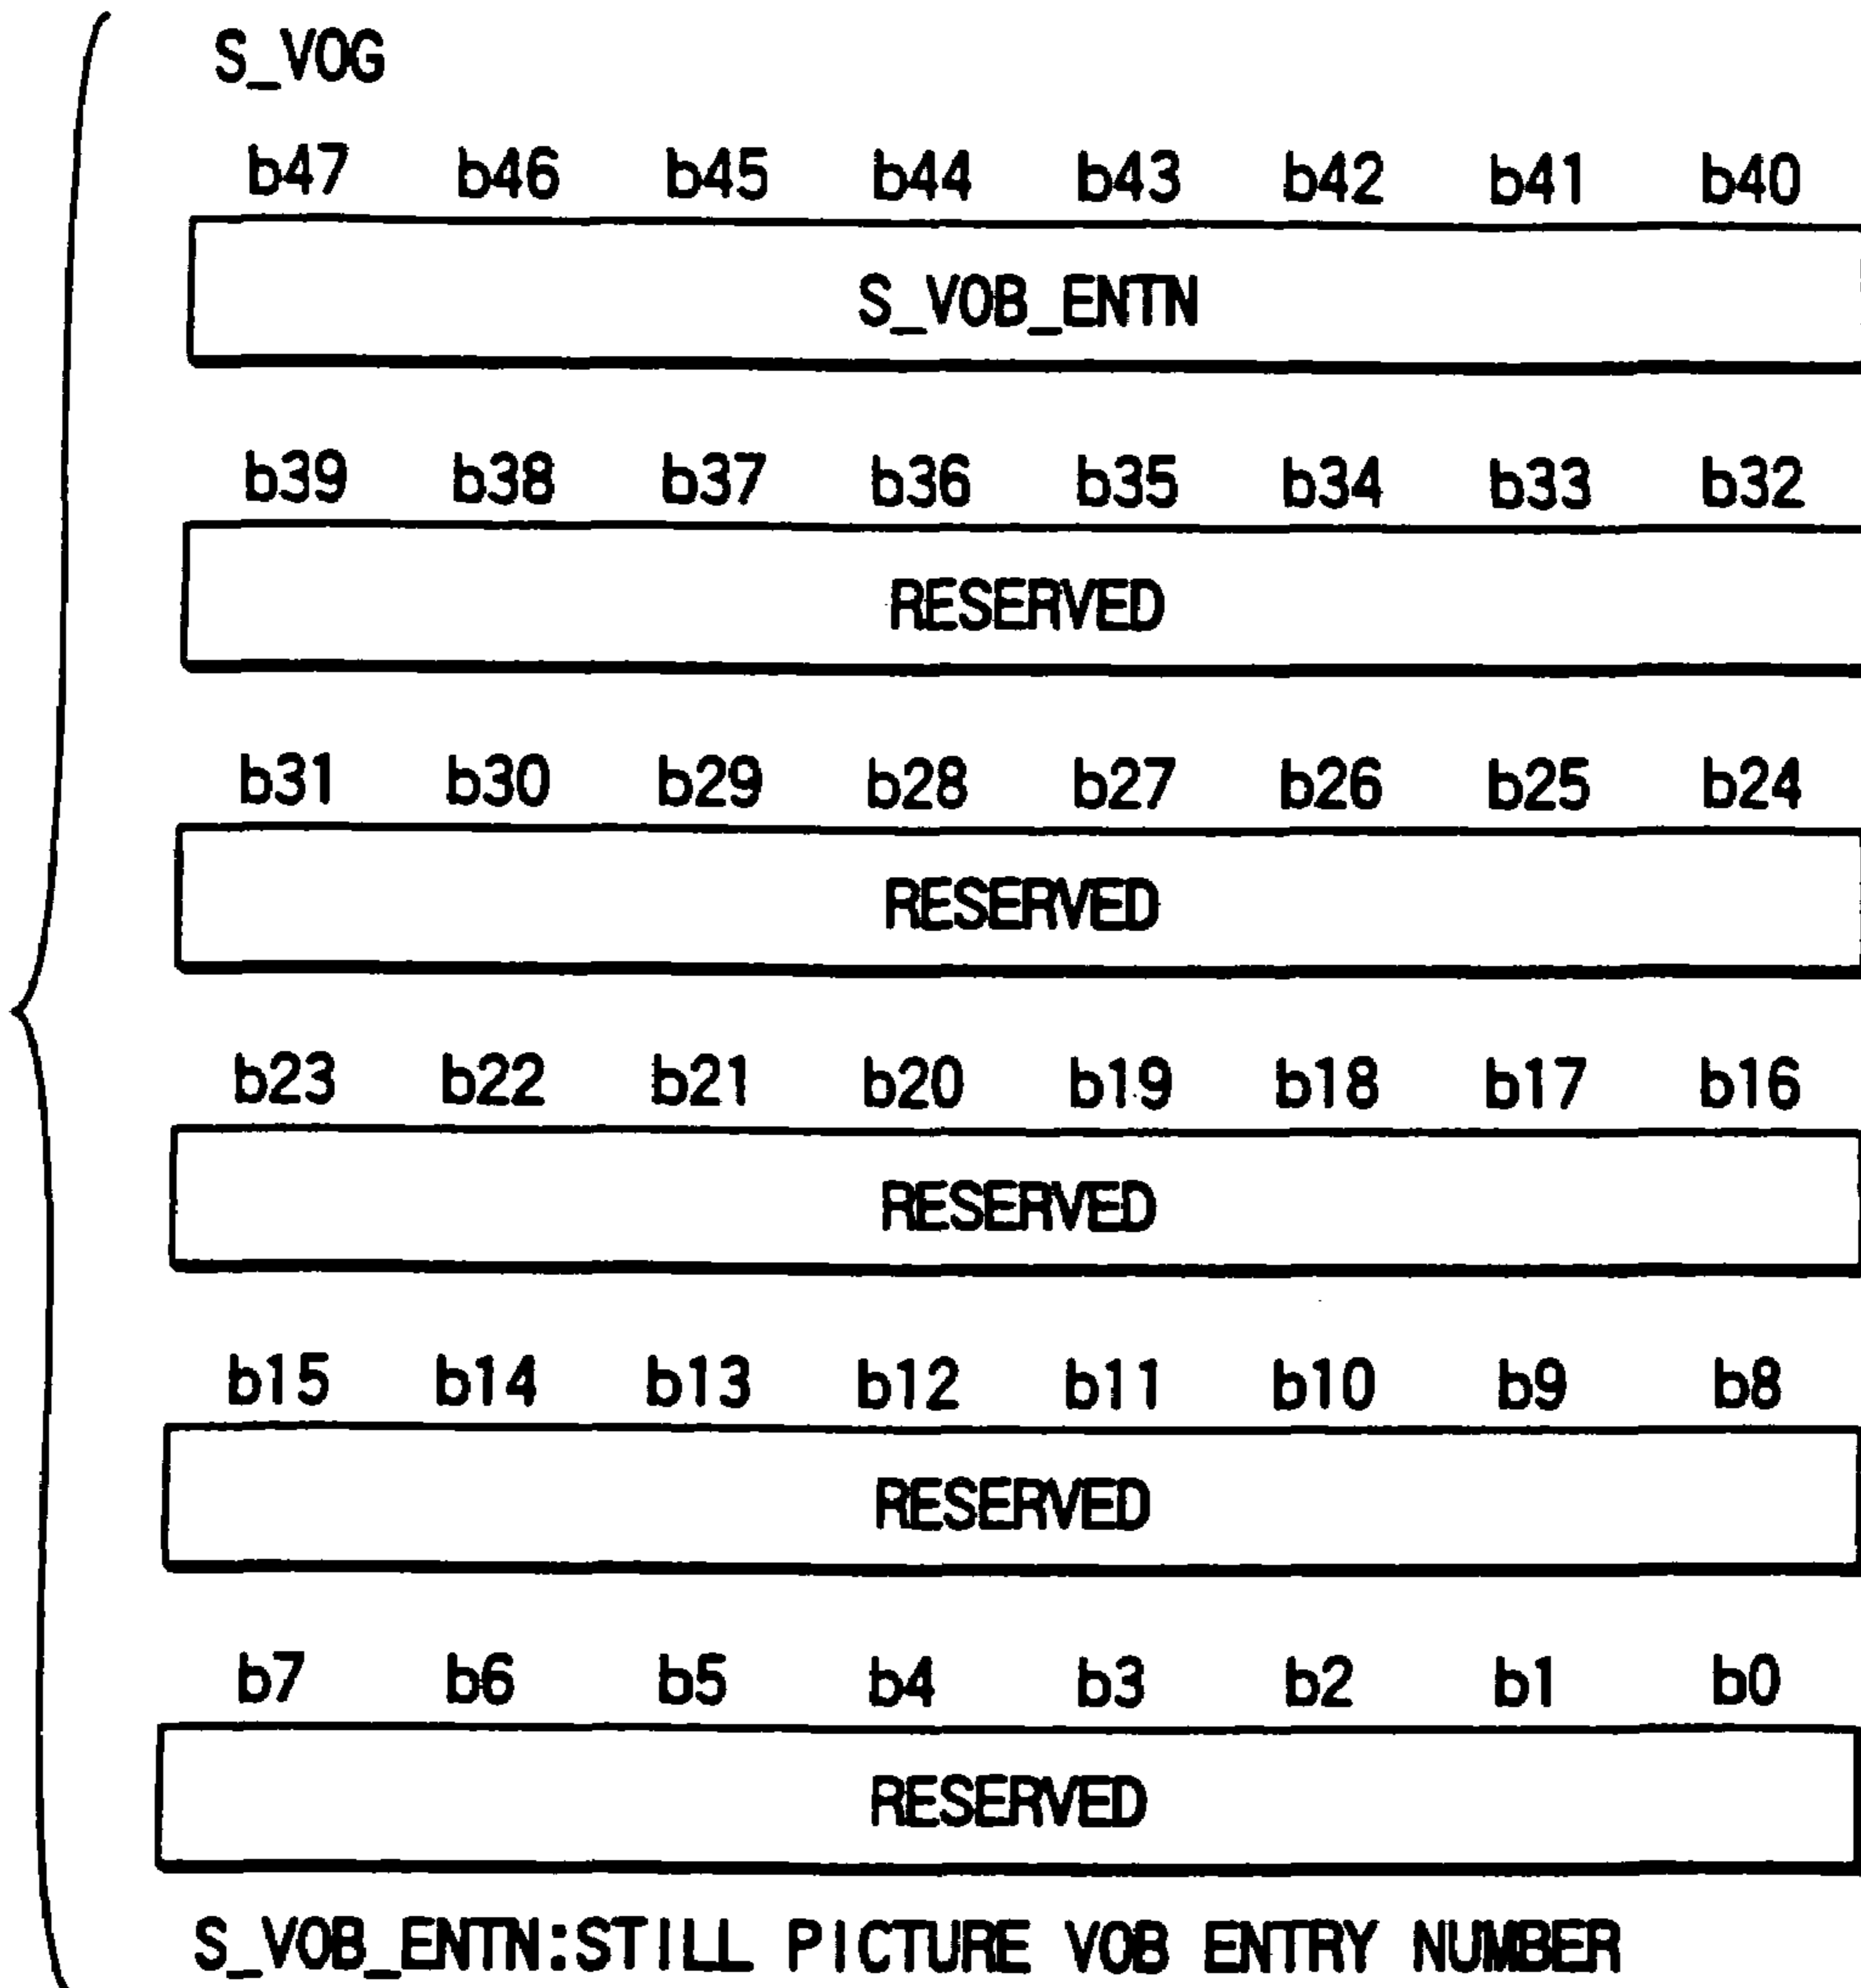 S_VOG
b47 b46 b45 b44 b43 b42 b41 b40
S_VOB_ENTN
b39 b38 b37 b36 b35 b34 b33 b32
RESERVED
b31 b30 b29 b28 b27 b26 b25 b24
RESERVED
b23 b22 b21 b20 b19 b18 b17 b16
RESERVED
b15 b14 b13 b12 b11 b10 b9 b8
RESERVED
b7 b6 b5 b4 b3 b2 b1 b0
RESERVED
S_VOB_ENTN:STILL PICTURE VOB ENTRY NUMBER